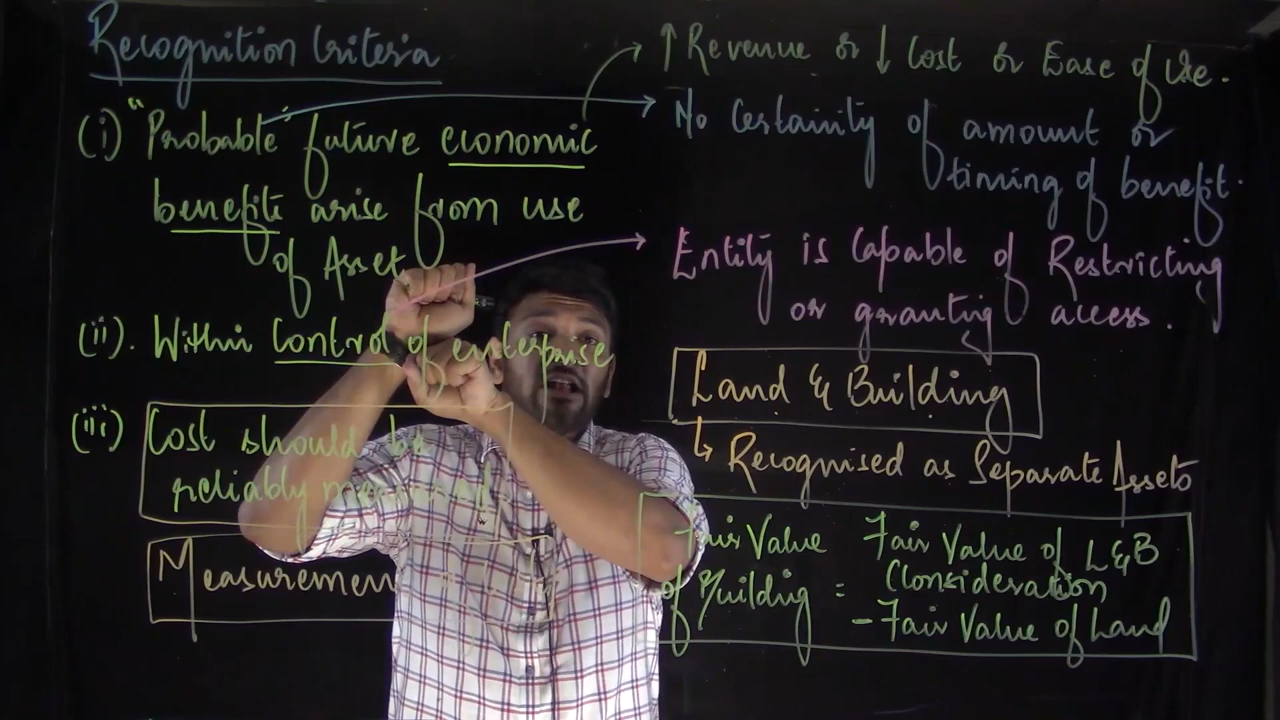 Recognition Criteria
(i) "Probable" future economic
benefits arise from use
of Asset
(ii). Within Control of enterprise
(iii) Cost should be
reliably measured.
Measurement
↑ Revenue or ↓ Cost or Ease of Use.
No Certainity of amount or
timing of benefit.
Entity is Capable of Restricting
or granting access.
Land & Building
↳ Recognised as Separate Assets
Fair Value of Building = Fair Value of L&B
(Consideration
- Fair Value of Land